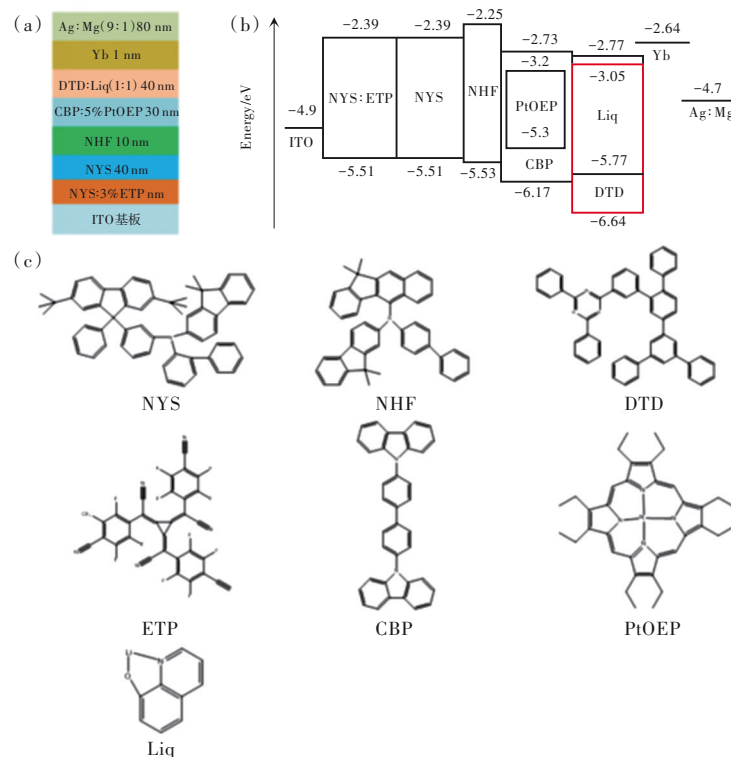 (a)
Ag:Mg(9:1)80 nm
Yb 1 nm
DTD:Liq(1:1) 40 nm
CBP:5%PtOEP 30 nm
NHF 10 nm
NYS 40 nm
NYS:3%ETP nm
ITO基板
(b)
Energy/eV
-4.9
ITO
-2.39
NYS:ETP
-5.51
-2.39
NYS
-5.51
-2.25
NHF
-5.53
-2.73
-3.2
PtOEP
-5.3
CBP
-6.17
-2.77
-3.05
Liq
-5.77
DTD
-6.64
-2.64
Yb
-4.7
Ag:Mg
(c)
NYS
NHF
DTD
ETP
CBP
PtOEP
Liq